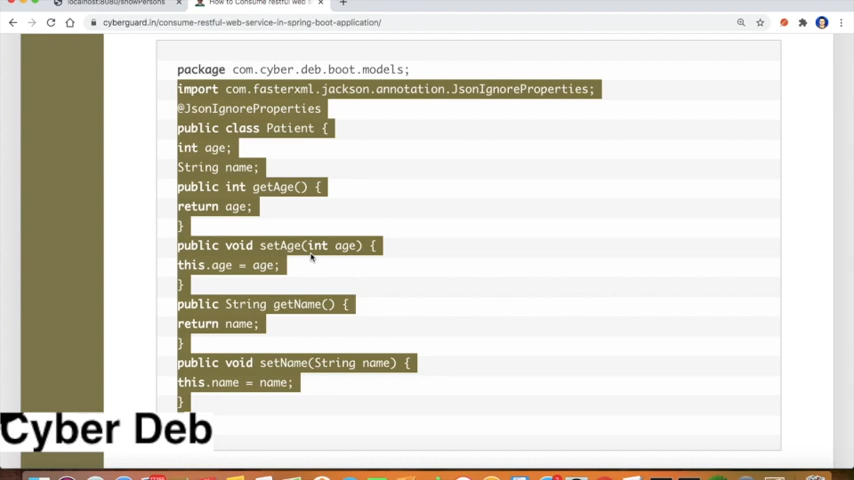 localhost:8080/showPersons
How to Consume restful web s
cyberguard.in/consume-restful-web-service-in-spring-boot-application/
package com.cyber.deb.boot.models;
import com.fasterxml.jackson.annotation.JsonIgnoreProperties;
@JsonIgnoreProperties
public class Patient {
int age;
String name;
public int getAge() {
return age;
}
public void setAge(int age) {
this.age = age;
}
public String getName() {
return name;
}
public void setName(String name) {
this.name = name;
}
Cyber Deb